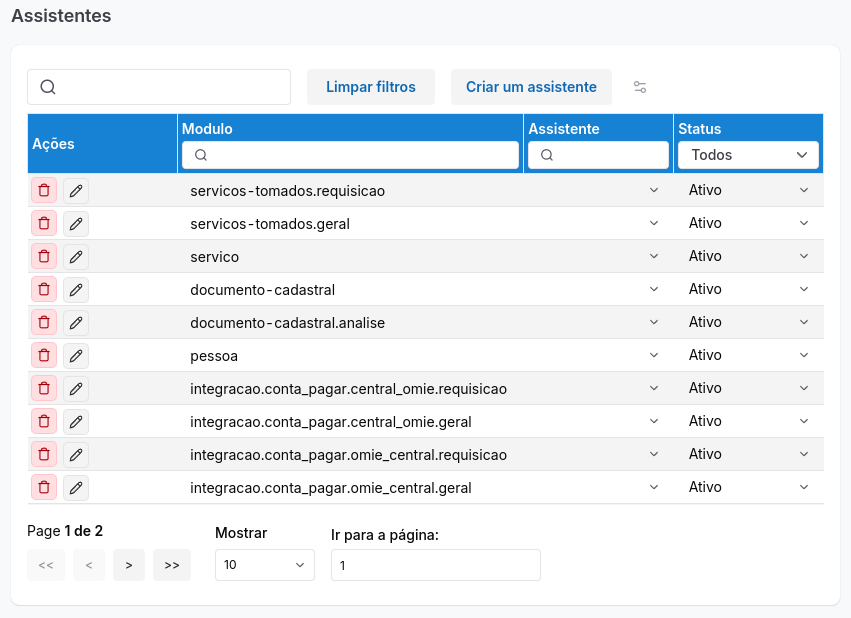 Assistentes
Limpar filtros Criar um assistente
Ações Modulo Assistente Status
Todos
servicos-tomados.requisicao Ativo
servicos-tomados.geral Ativo
servico Ativo
documento-cadastral Ativo
documento-cadastral.analise Ativo
pessoa Ativo
integracao.conta_pagar.central_omie.requisicao Ativo
integracao.conta_pagar.central_omie.geral Ativo
integracao.conta_pagar.omie_central.requisicao Ativo
integracao.conta_pagar.omie_central.geral Ativo
Page 1 de 2 Mostrar Ir para a página:
<< < > >> 10 1